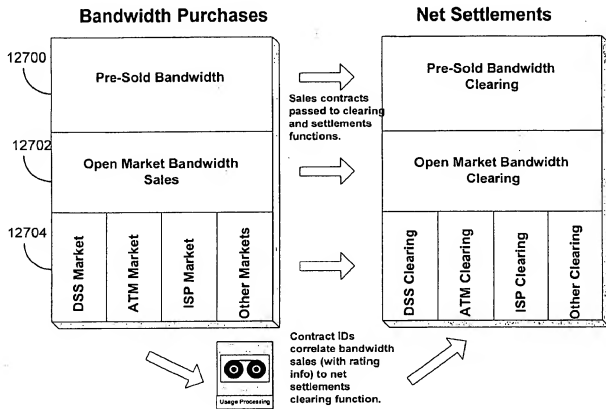 Bandwidth Purchases
Net Settlements
12700
Pre-Sold Bandwidth
Sales contracts
passed to clearing
and settlements
functions.
Pre-Sold Bandwidth
Clearing
12702
Open Market Bandwidth
Sales
Open Market Bandwidth
Clearing
12704
DSS Market
ATM Market
ISP Market
Other Markets
DSS Clearing
ATM Clearing
ISP Clearing
Other Clearing
Contract IDs
correlate bandwidth
sales (with rating
info) to net
settlements
clearing function.
Usage Processing